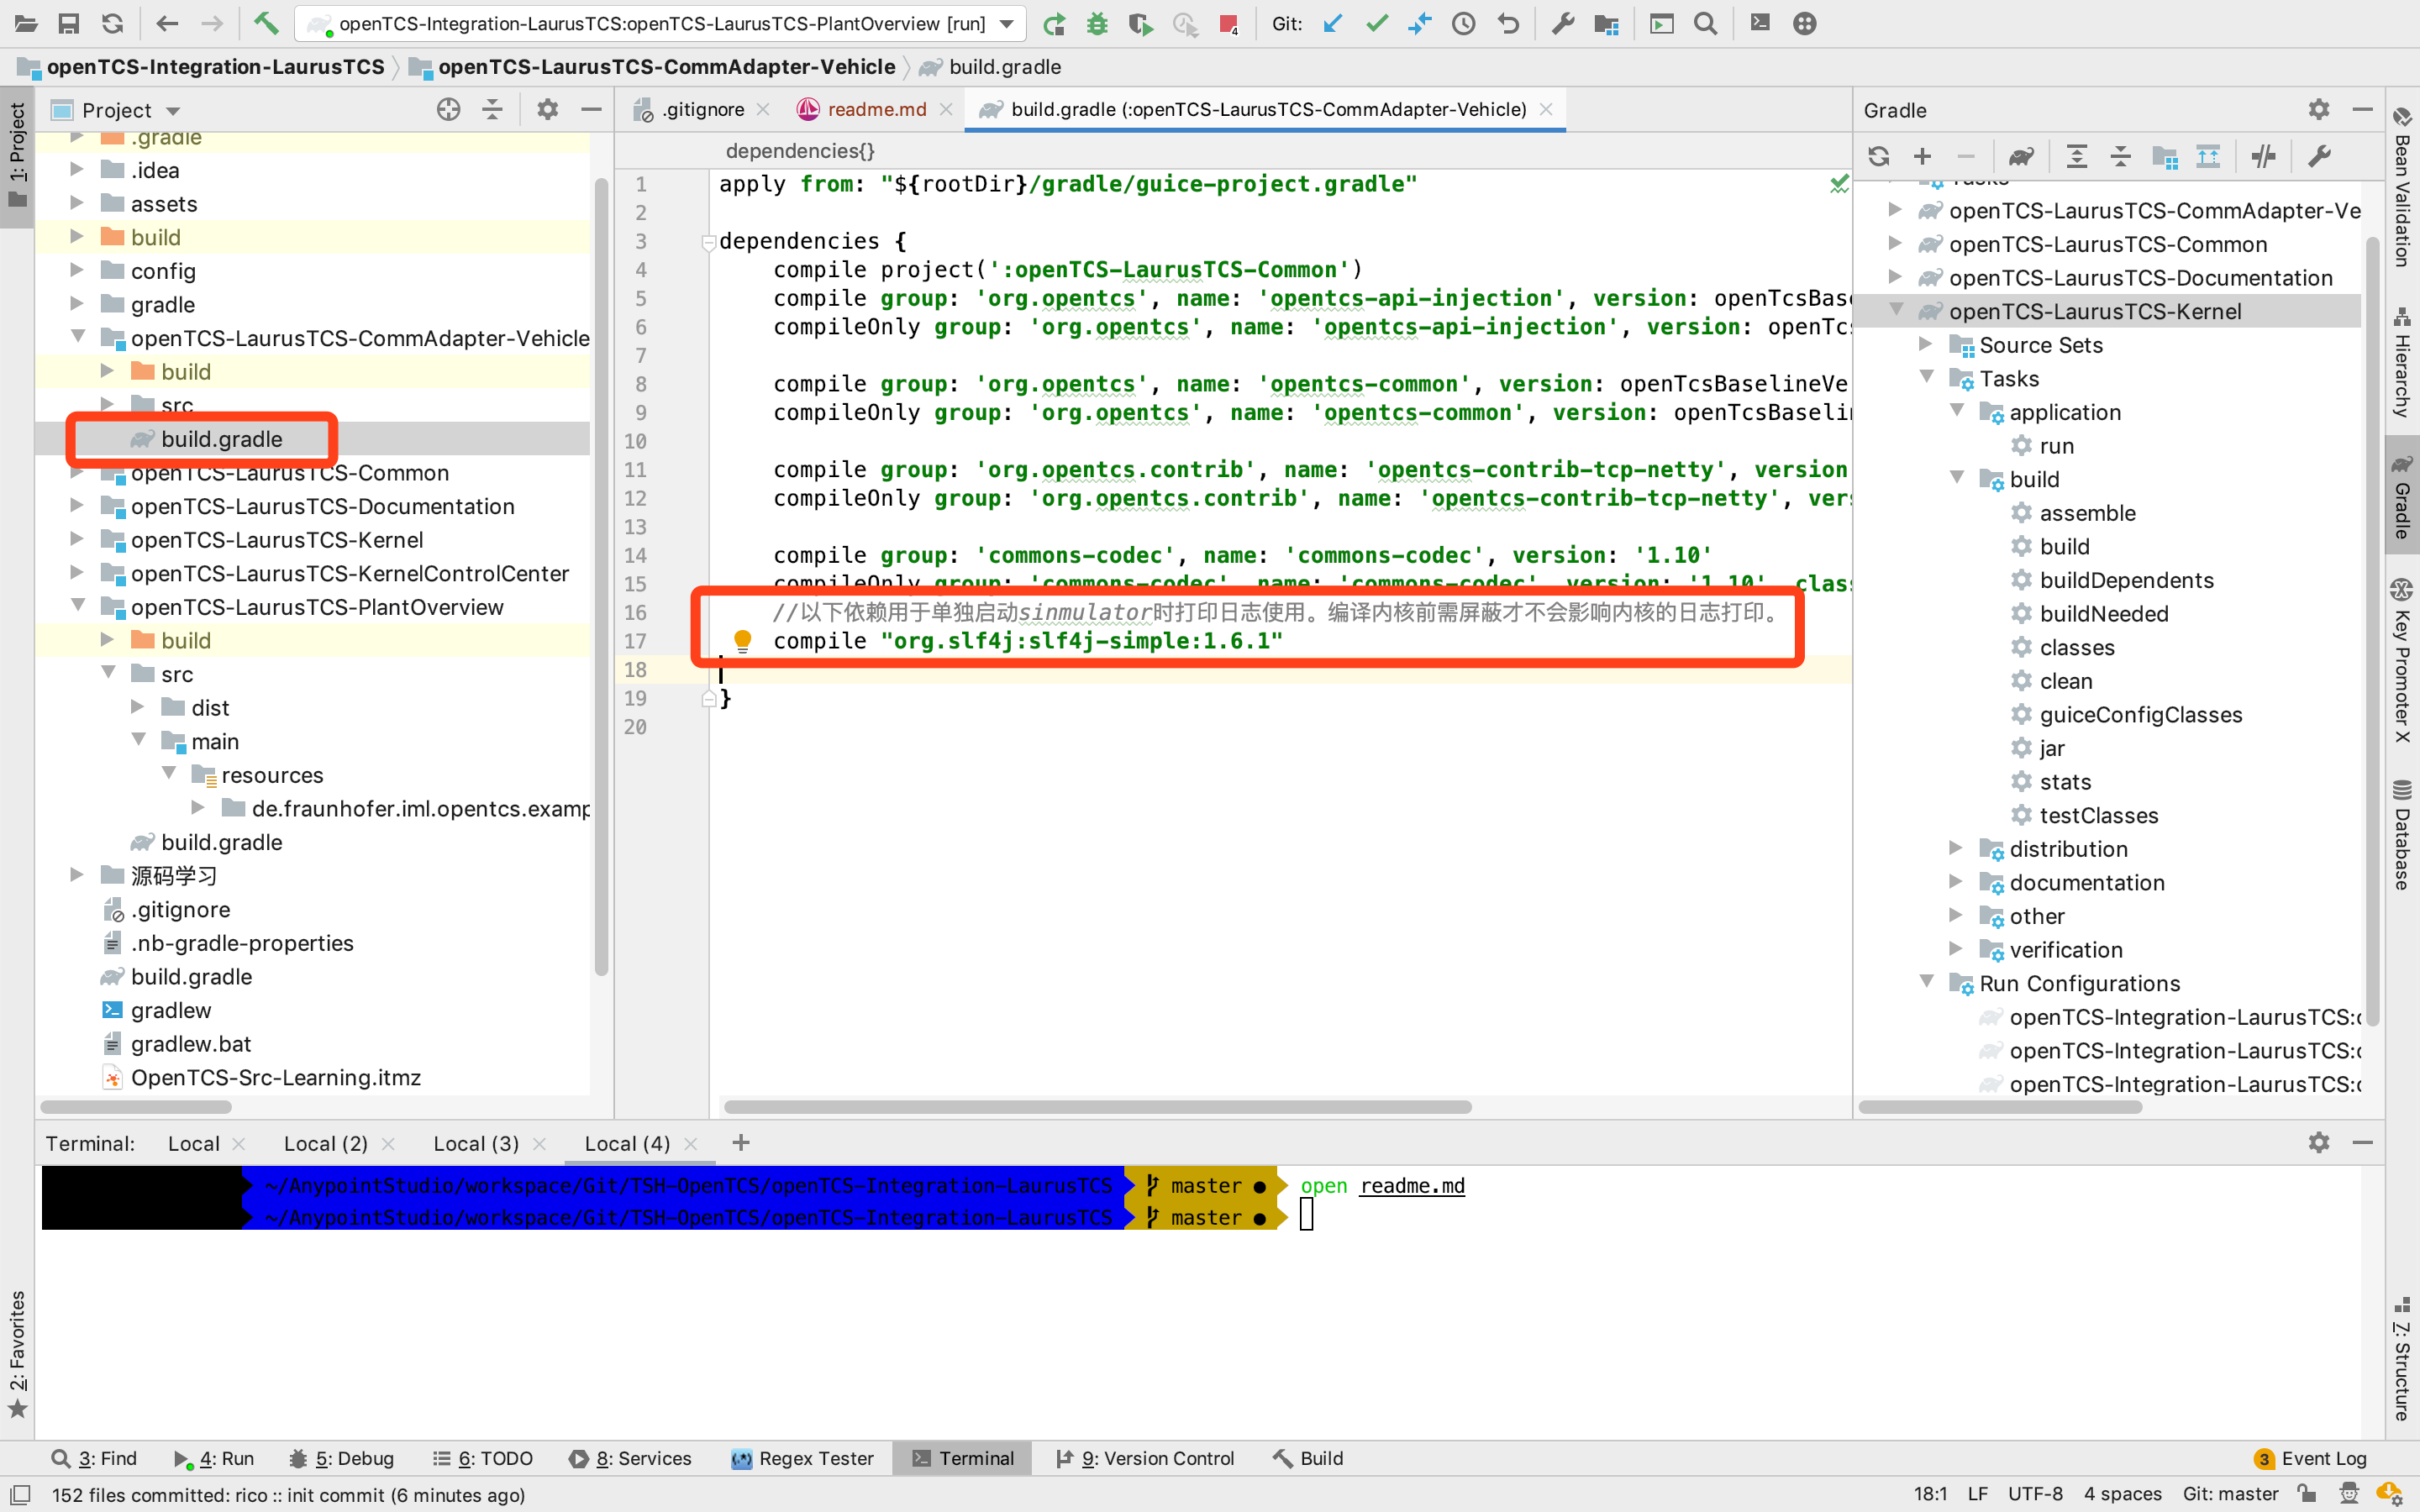 openTCS-Integration-LaurusTCS:openTCS-LaurusTCS-PlantOverview [run]
4
Git:
openTCS-Integration-LaurusTCS
openTCS-LaurusTCS-CommAdapter-Vehicle
build.gradle
1: Project
Project
.gradle
.idea
assets
build
config
gradle
openTCS-LaurusTCS-CommAdapter-Vehicle
build
src
build.gradle
openTCS-LaurusTCS-Common
openTCS-LaurusTCS-Documentation
openTCS-LaurusTCS-Kernel
openTCS-LaurusTCS-KernelControlCenter
openTCS-LaurusTCS-PlantOverview
build
src
dist
main
resources
de.fraunhofer.iml.opentcs.examp
build.gradle
源码学习
.gitignore
.nb-gradle-properties
build.gradle
gradlew
gradlew.bat
OpenTCS-Src-Learning.itmz
.gitignore
readme.md
build.gradle (:openTCS-LaurusTCS-CommAdapter-Vehicle)
dependencies{}
1 apply from: "${rootDir}/gradle/guice-project.gradle"
2
3 dependencies {
4 compile project(':openTCS-LaurusTCS-Common')
5 compile group: 'org.opentcs', name: 'opentcs-api-injection', version: openTcsBase
6 compileOnly group: 'org.opentcs', name: 'opentcs-api-injection', version: openTcs
7
8 compile group: 'org.opentcs', name: 'opentcs-common', version: openTcsBaselineVe
9 compileOnly group: 'org.opentcs', name: 'opentcs-common', version: openTcsBaselin
10
11 compile group: 'org.opentcs.contrib', name: 'opentcs-contrib-tcp-netty', version
12 compileOnly group: 'org.opentcs.contrib', name: 'opentcs-contrib-tcp-netty', vers
13
14 compile group: 'commons-codec', name: 'commons-codec', version: '1.10'
15 compileOnly group: 'commons-codec', name: 'commons-codec', version: '1.10', class
16 //以下依赖用于单独启动sinmulator时打印日志使用。编译内核前需屏蔽才不会影响内核的日志打印。
17 compile "org.slf4j:slf4j-simple:1.6.1"
18
19 }
20
Gradle
Tasks
openTCS-LaurusTCS-CommAdapter-Ve
openTCS-LaurusTCS-Common
openTCS-LaurusTCS-Documentation
openTCS-LaurusTCS-Kernel
Source Sets
Tasks
application
run
build
assemble
build
buildDependents
buildNeeded
classes
clean
guiceConfigClasses
jar
stats
testClasses
distribution
documentation
other
verification
Run Configurations
openTCS-Integration-LaurusTCS:o
openTCS-Integration-LaurusTCS:o
openTCS-Integration-LaurusTCS:o
Bean Validation
Hierarchy
Gradle
Key Promoter X
Database
7: Structure
2: Favorites
Terminal: Local Local (2) Local (3) Local (4)
~/AnypointStudio/workspace/Git/TSH-OpenTCS/openTCS-Integration-LaurusTCS master ● open readme.md
~/AnypointStudio/workspace/Git/TSH-OpenTCS/openTCS-Integration-LaurusTCS master ●
3: Find 4: Run 5: Debug 6: TODO 8: Services Regex Tester Terminal 9: Version Control Build 3 Event Log
152 files committed: rico :: init commit (6 minutes ago) 18:1 LF UTF-8 4 spaces Git: master